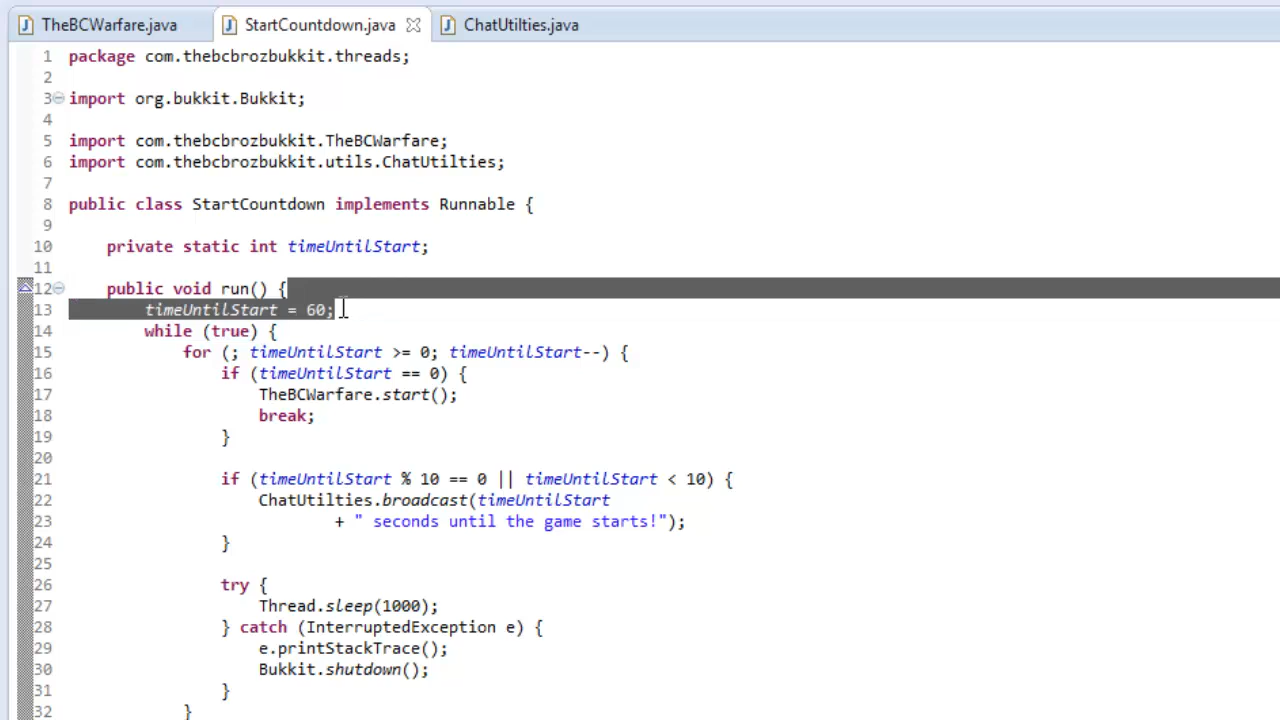 TheBCWarfare.java StartCountdown.java ChatUtilties.java
1 package com.thebcbrozbukkit.threads;
2
3 import org.bukkit.Bukkit;
4
5 import com.thebcbrozbukkit.TheBCWarfare;
6 import com.thebcbrozbukkit.utils.ChatUtilties;
7
8 public class StartCountdown implements Runnable {
9
10     private static int timeUntilStart;
11
12     public void run() {
13         timeUntilStart = 60;
14         while (true) {
15             for (; timeUntilStart >= 0; timeUntilStart--) {
16                 if (timeUntilStart == 0) {
17                     TheBCWarfare.start();
18                     break;
19                 }
20
21                 if (timeUntilStart % 10 == 0 || timeUntilStart < 10) {
22                     ChatUtilties.broadcast(timeUntilStart
23                             + " seconds until the game starts!");
24                 }
25
26                 try {
27                     Thread.sleep(1000);
28                 } catch (InterruptedException e) {
29                     e.printStackTrace();
30                     Bukkit.shutdown();
31                 }
32             }